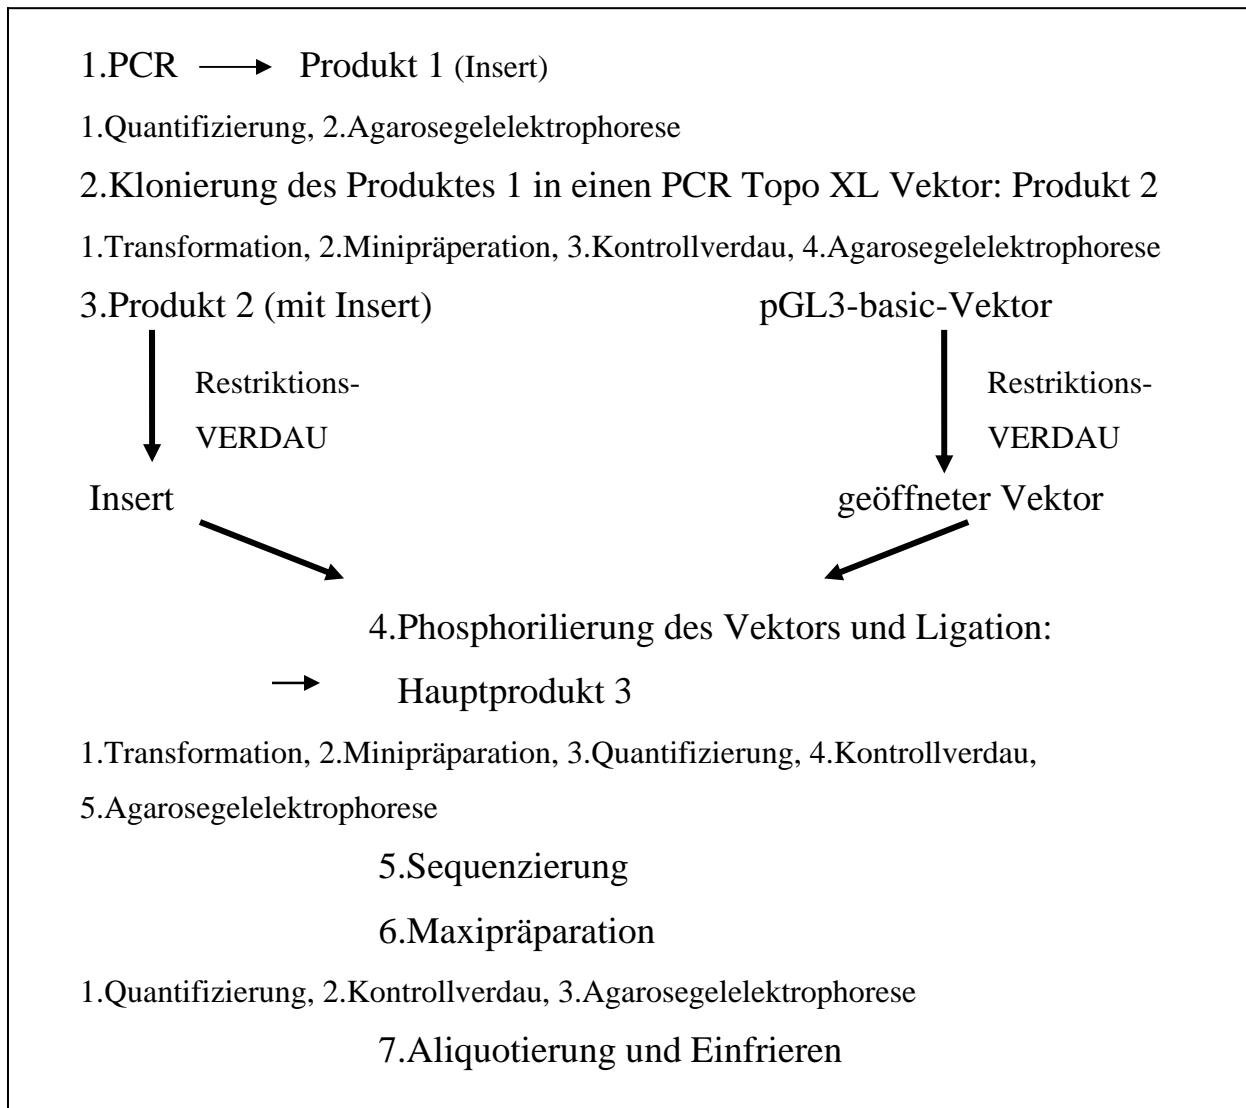 1.PCR Produkt 1 (Insert)
1.Quantifizierung, 2.Agarosegelelektrophorese
2.Klonierung des Produktes 1 in einen PCR Topo XL Vektor: Produkt 2
1.Transformation, 2.Minipräperation, 3.Kontrollverdau, 4.Agarosegelelektrophorese
3.Produkt 2 (mit Insert) pGL3-basic-Vektor
Restriktions- Restriktions-
VERDAU VERDAU
Insert geöffneter Vektor
4.Phosphorilierung des Vektors und Ligation:
Hauptprodukt 3
1.Transformation, 2.Minipräparation, 3.Quantifizierung, 4.Kontrollverdau,
5.Agarosegelelektrophorese
5.Sequenzierung
6.Maxipräparation
1.Quantifizierung, 2.Kontrollverdau, 3.Agarosegelelektrophorese
7.Aliquotierung und Einfrieren